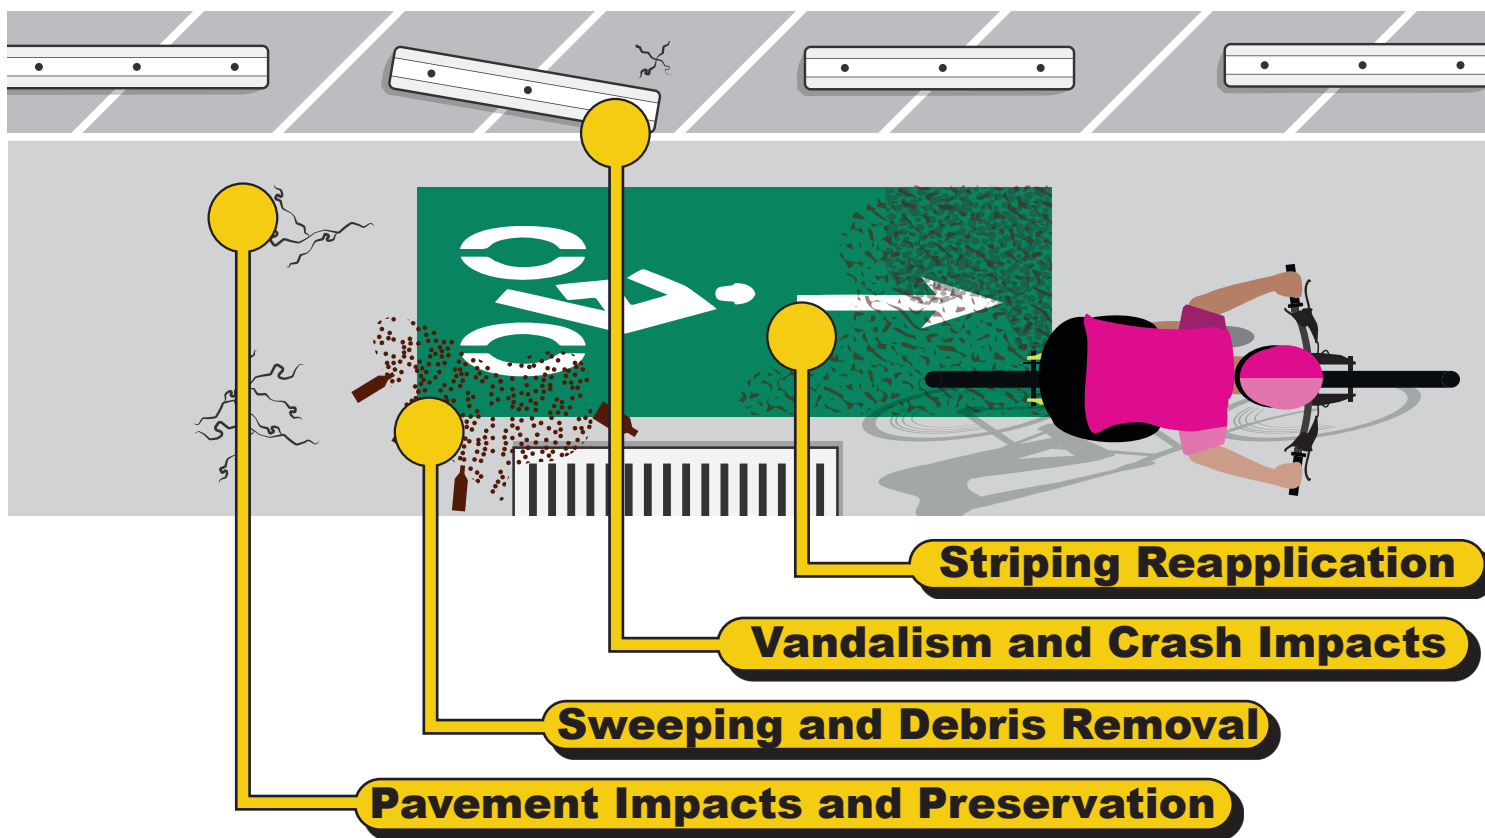 Striping Reapplication
Vandalism and Crash Impacts
Sweeping and Debris Removal
Pavement Impacts and Preservation